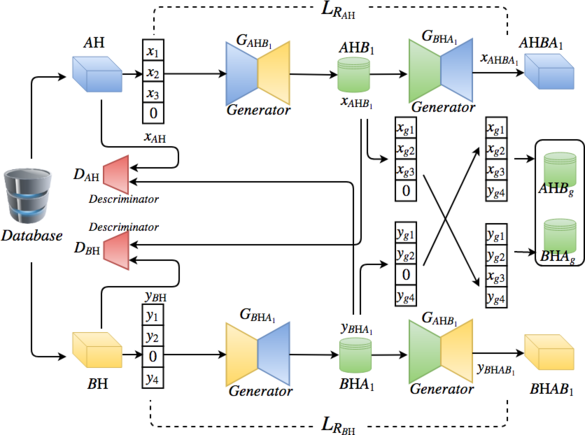 L_{R_{AH}}
AH
x_1
x_2
x_3
0
x_{AH}
G_{AHB_1}
Generator
AHB_1
x_{AHB_1}
G_{BHA_1}
Generator
x_{AHBA_1}
AHBA_1
x_{g1}
x_{g2}
x_{g3}
0
x_{g1}
x_{g2}
x_{g3}
y_{g4}
AHB_g
D_{AH}
Descriminator
Database
Descriminator
D_{BH}
y_{g1}
y_{g2}
0
y_{g4}
y_{g1}
y_{g2}
x_{g3}
y_{g4}
BHA_g
y_{BH}
y_1
y_2
0
y_4
BH
G_{BHA_1}
Generator
y_{BHA_1}
BHA_1
G_{AHB_1}
Generator
y_{BHAB_1}
BHAB_1
L_{R_{BH}}